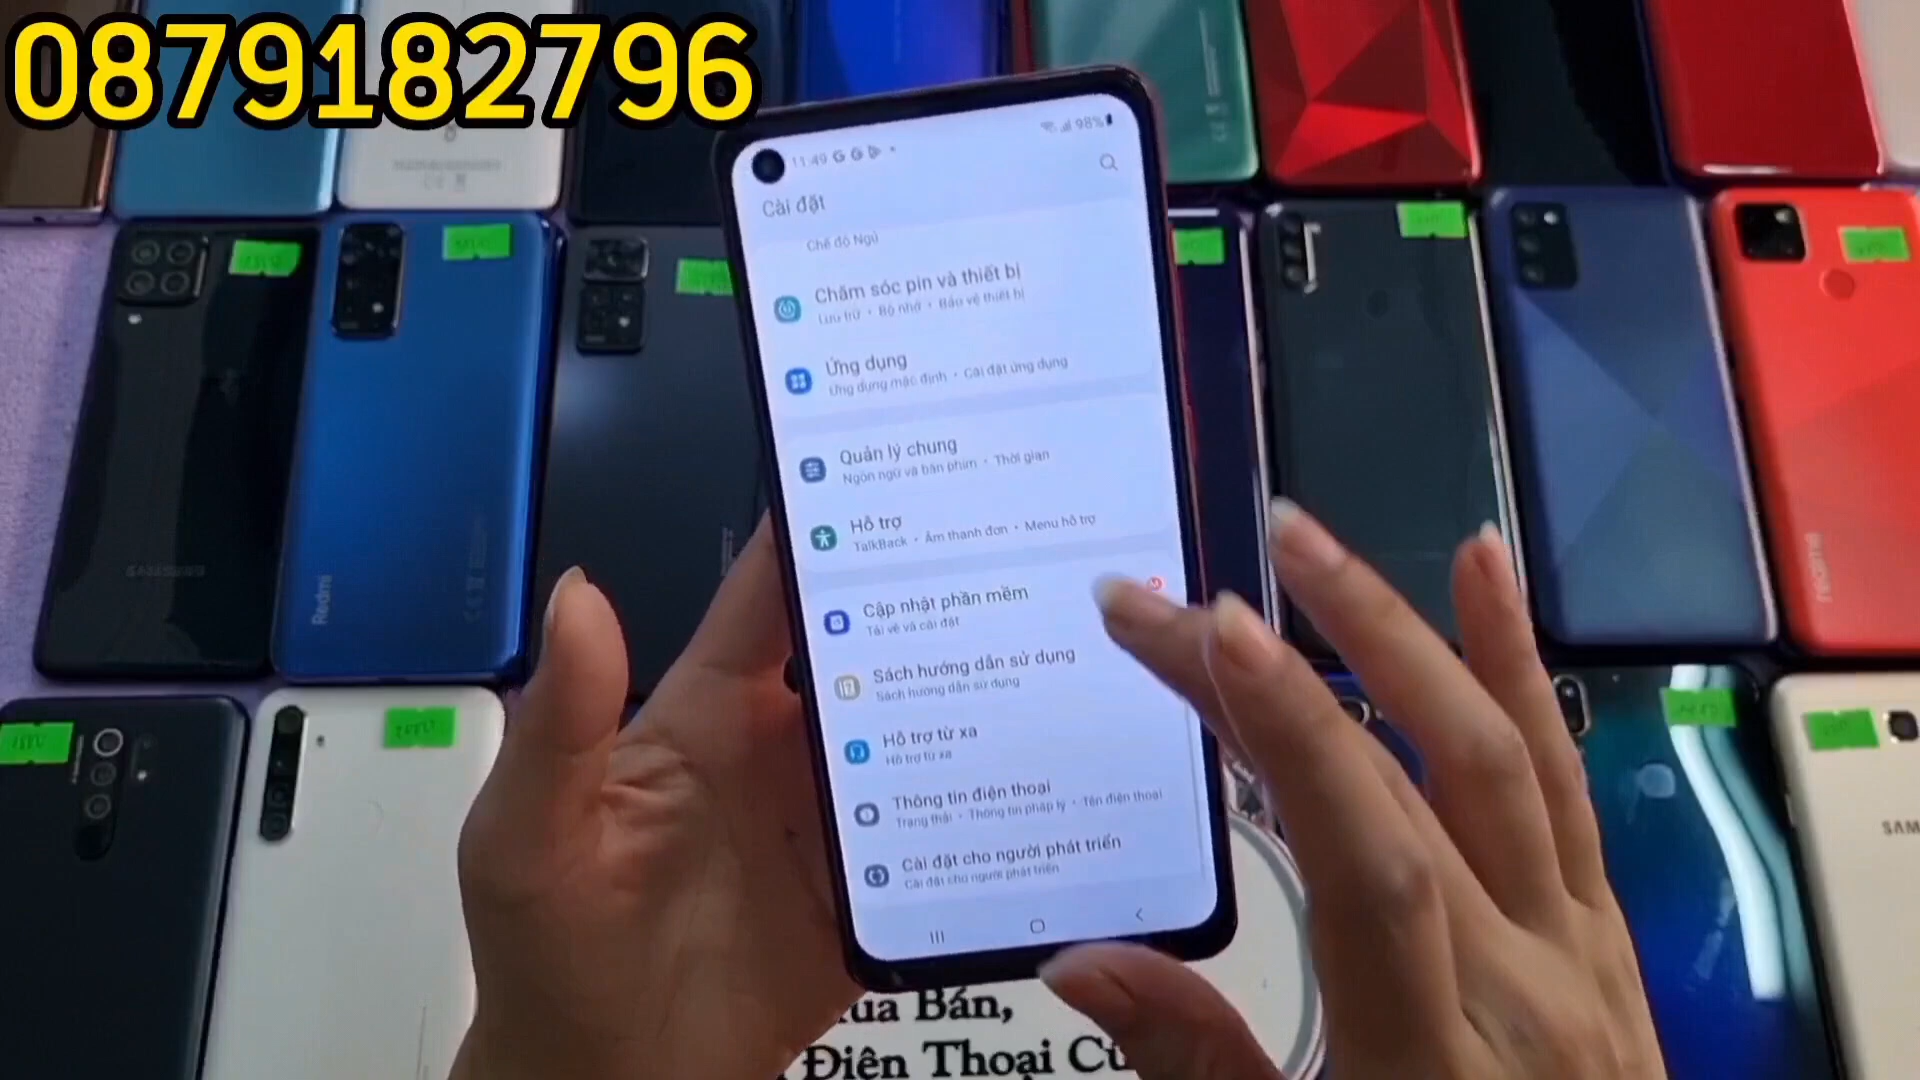 0879182796
11:49
98%
Cài đặt
Chế độ Ngủ
Chăm sóc pin và thiết bị
Lưu trữ • Bộ nhớ • Bảo vệ thiết bị
Ứng dụng
Ứng dụng mặc định • Cài đặt ứng dụng
Quản lý chung
Ngôn ngữ và bàn phím • Thời gian
Hỗ trợ
TalkBack • Âm thanh đơn • Menu hỗ trợ
Cập nhật phần mềm
Tải về và cài đặt
Sách hướng dẫn sử dụng
Sách hướng dẫn sử dụng
Hỗ trợ từ xa
Hỗ trợ từ xa
Thông tin điện thoại
Trạng thái • Thông tin pháp lý • Tên điện thoại
Cài đặt cho người phát triển
Cài đặt cho người phát triển
SAMSUNG
Redmi
realme
SAM
Bán,
Điện Thoại